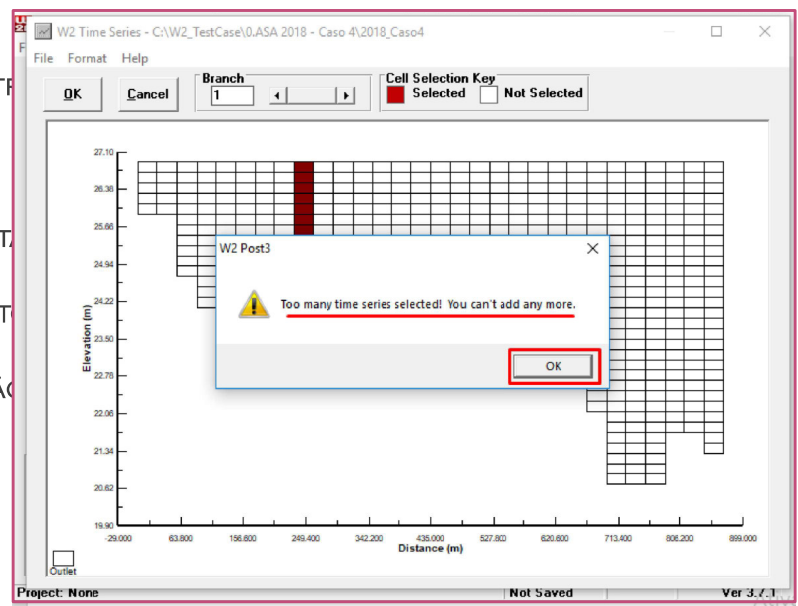 W2 Time Series - C:\W2_TestCase\0.ASA 2018 - Caso 4\2018_Caso4
File Format Help
OK Cancel Branch 1 Cell Selection Key Selected Not Selected
27.10
26.38
25.66
24.94
24.22
23.50
22.78
22.06
21.34
20.62
19.90
Elevation (m)
W2 Post3
Too many time series selected! You can't add any more.
OK
-29.000 63.800 156.600 249.400 342.200 435.000 527.800 620.600 713.400 806.200 899.000
Distance (m)
Outlet
Project: None Not Saved Ver 3.7.1